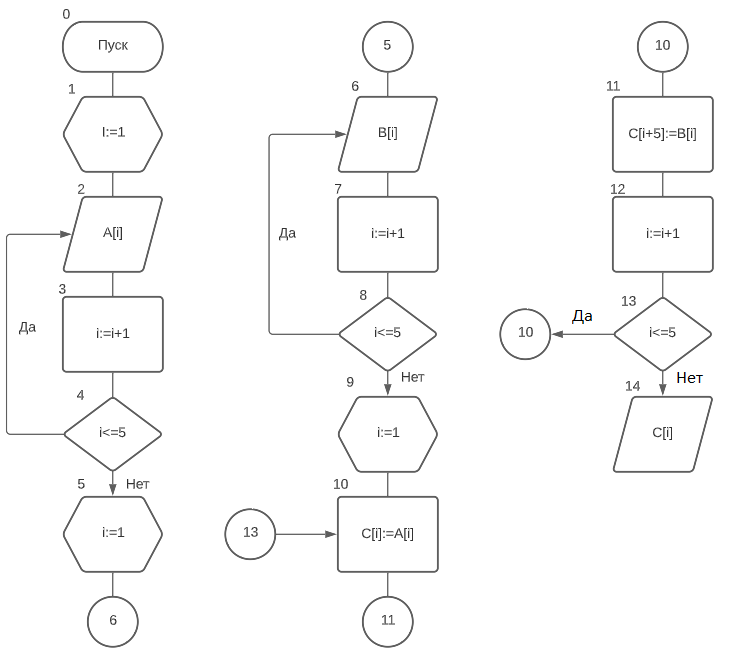 0
Пуск
1
I:=1
2
A[i]
3
Да
i:=i+1
4
i<=5
Нет
5
i:=1
6
5
6
B[i]
7
Да
i:=i+1
8
i<=5
Нет
9
i:=1
10
13
C[i]:=A[i]
11
10
11
C[i+5]:=B[i]
12
i:=i+1
13
Да
10
i<=5
Нет
14
C[i]